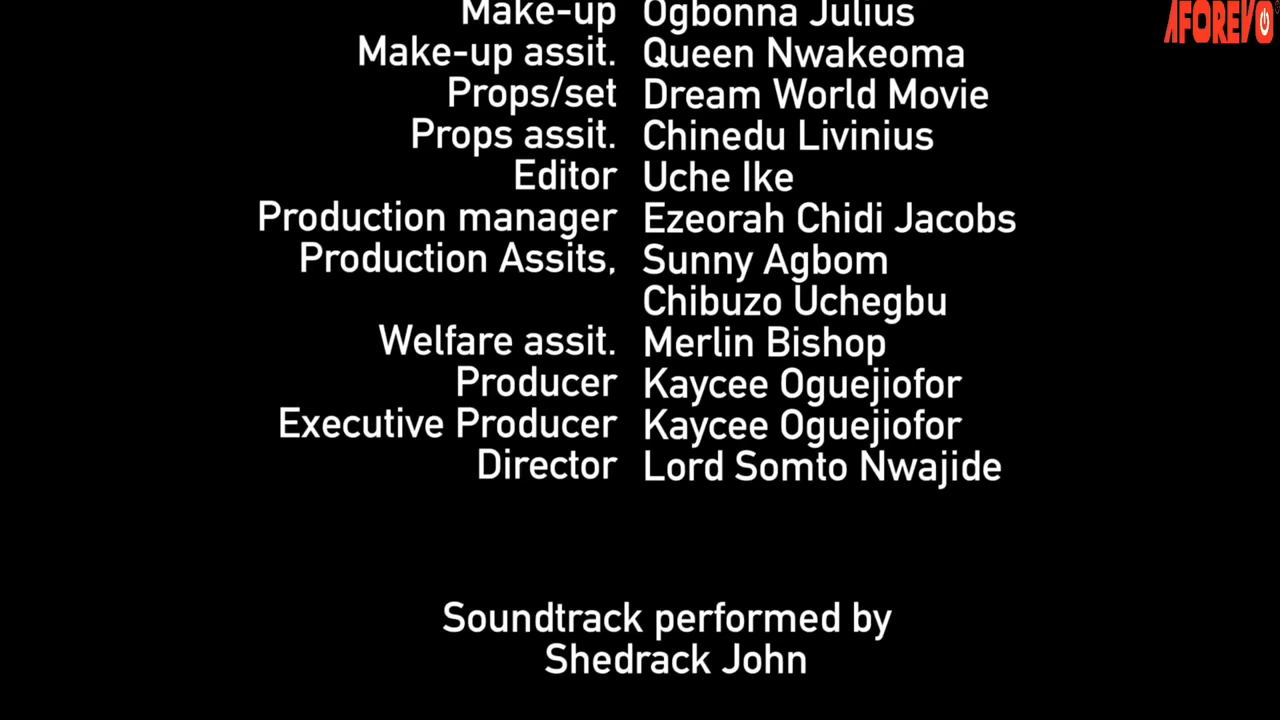 AFOREVO
Make-up Ogbonna Julius
Make-up assit. Queen Nwakeoma
Props/set Dream World Movie
Props assit. Chinedu Livinius
Editor Uche Ike
Production manager Ezeorah Chidi Jacobs
Production Assits, Sunny Agbom
Chibuzo Uchegbu
Welfare assit. Merlin Bishop
Producer Kaycee Oguejiofor
Executive Producer Kaycee Oguejiofor
Director Lord Somto Nwajide
Soundtrack performed by
Shedrack John